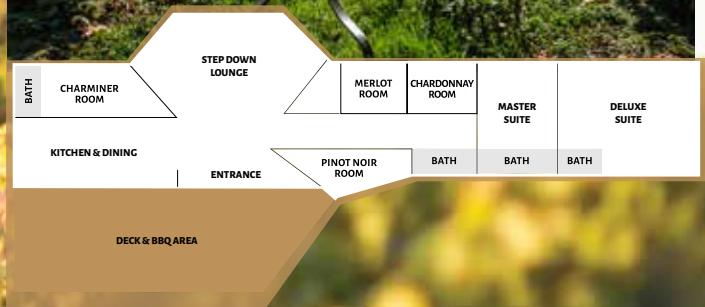 STEP DOWN
LOUNGE
BATH
CHARMINER
ROOM
MERLOT
ROOM
CHARDONNAY
ROOM
MASTER
SUITE
DELUXE
SUITE
KITCHEN & DINING
PINOT NOIR
ROOM
BATH
BATH
BATH
ENTRANCE
DECK & BBQ AREA